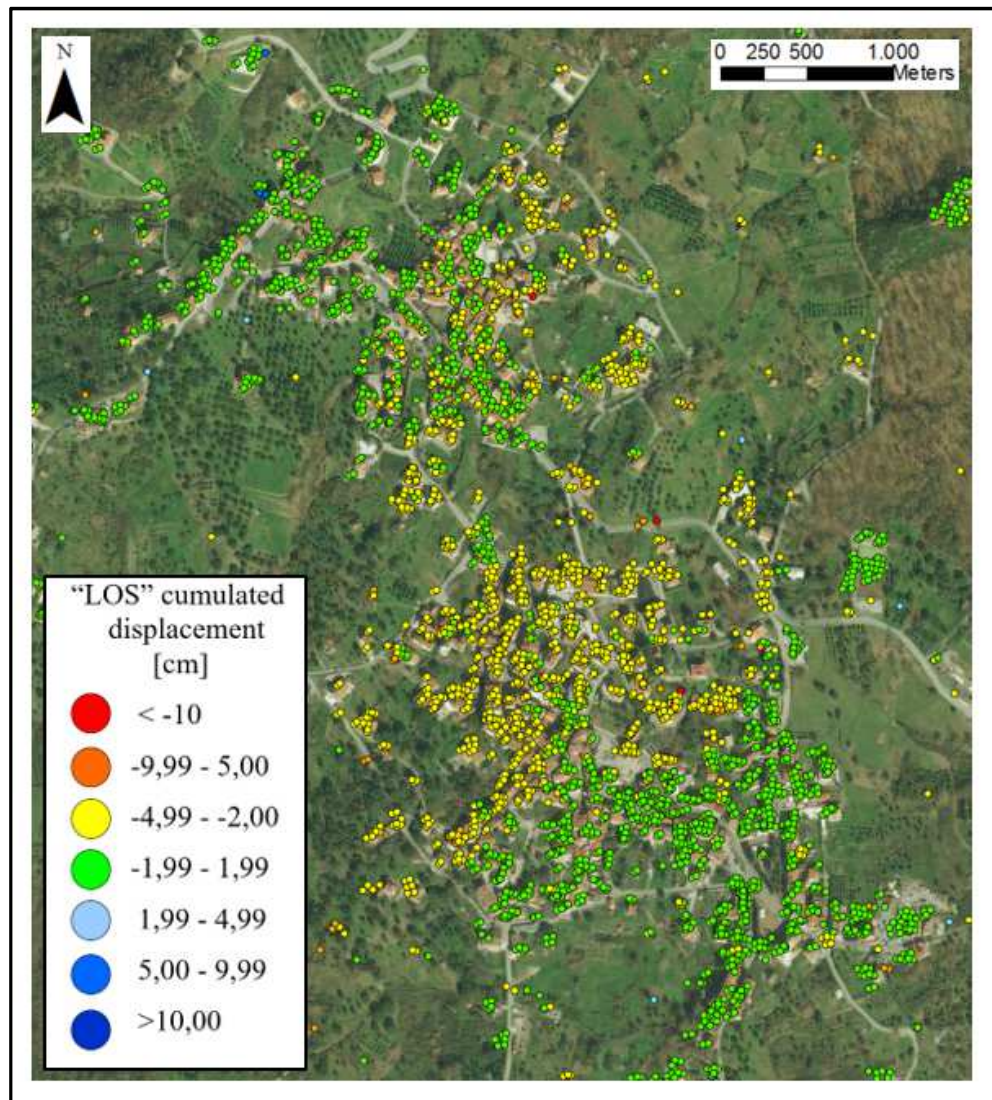 N
0 250 500 1.000
Meters
“LOS” cumulated
displacement
[cm]
< -10
-9,99 - 5,00
-4,99 - -2,00
-1,99 - 1,99
1,99 - 4,99
5,00 - 9,99
>10,00